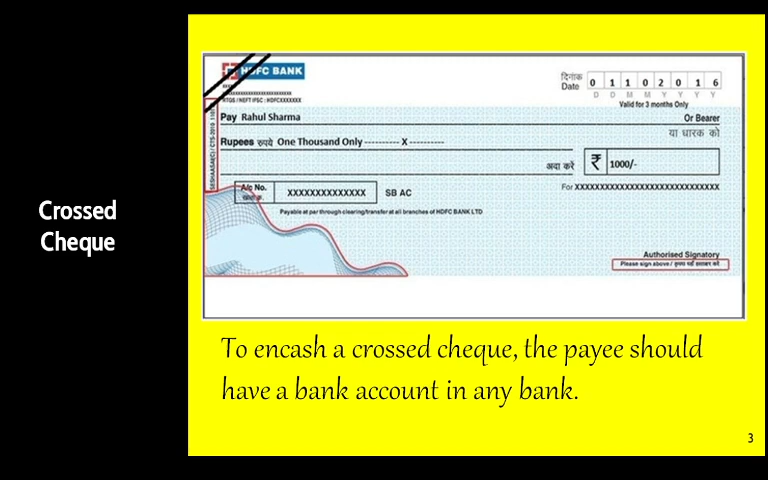 Crossed
Cheque
HDFC BANK
RTGS / NEFT IFSC : HDFCXXXXXXX
दिनांक
Date
0 1 1 0 2 0 1 6
D D M M Y Y Y Y
Valid for 3 months Only
Pay Rahul Sharma
Or Bearer
या धारक को
Rupees रुपये One Thousand Only ---------- X ----------
अदा करें ₹ 1000/-
A/c No. XXXXXXXXXXXXXX SB AC
For XXXXXXXXXXXXXXXXXXXXXXXXXXXXX
Payable at par through clearing/transfer at all branches of HDFC BANK LTD
Authorised Signatory
Please sign above /
To encash a crossed cheque, the payee should
have a bank account in any bank.
3